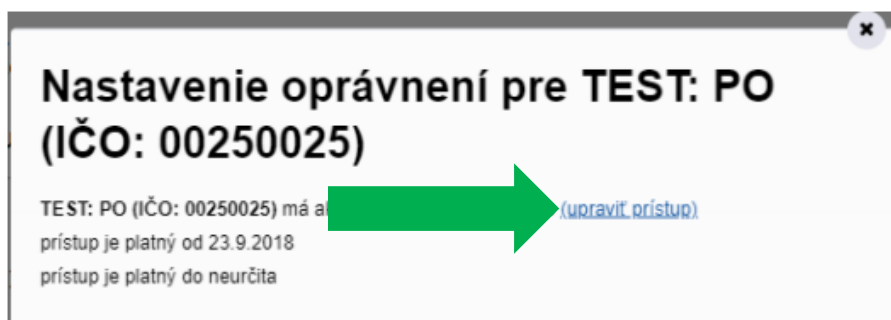 Nastavenie oprávnení pre TEST: PO
(IČO: 00250025)
TEST: PO (IČO: 00250025) má (upraviť prístup)
prístup je platný od 23.9.2018
prístup je platný do neurčita